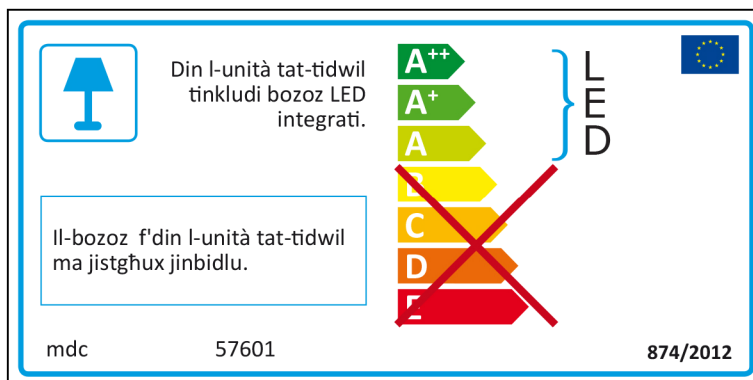 Din l-unità tat-tidwil
tinkludi bozoz LED
integrati.
A++
A+
A
B
C
D
E
L
E
D
Il-bozoz f'din l-unità tat-tidwil
ma jistgħux jinbidlu.
mdc 57601 874/2012